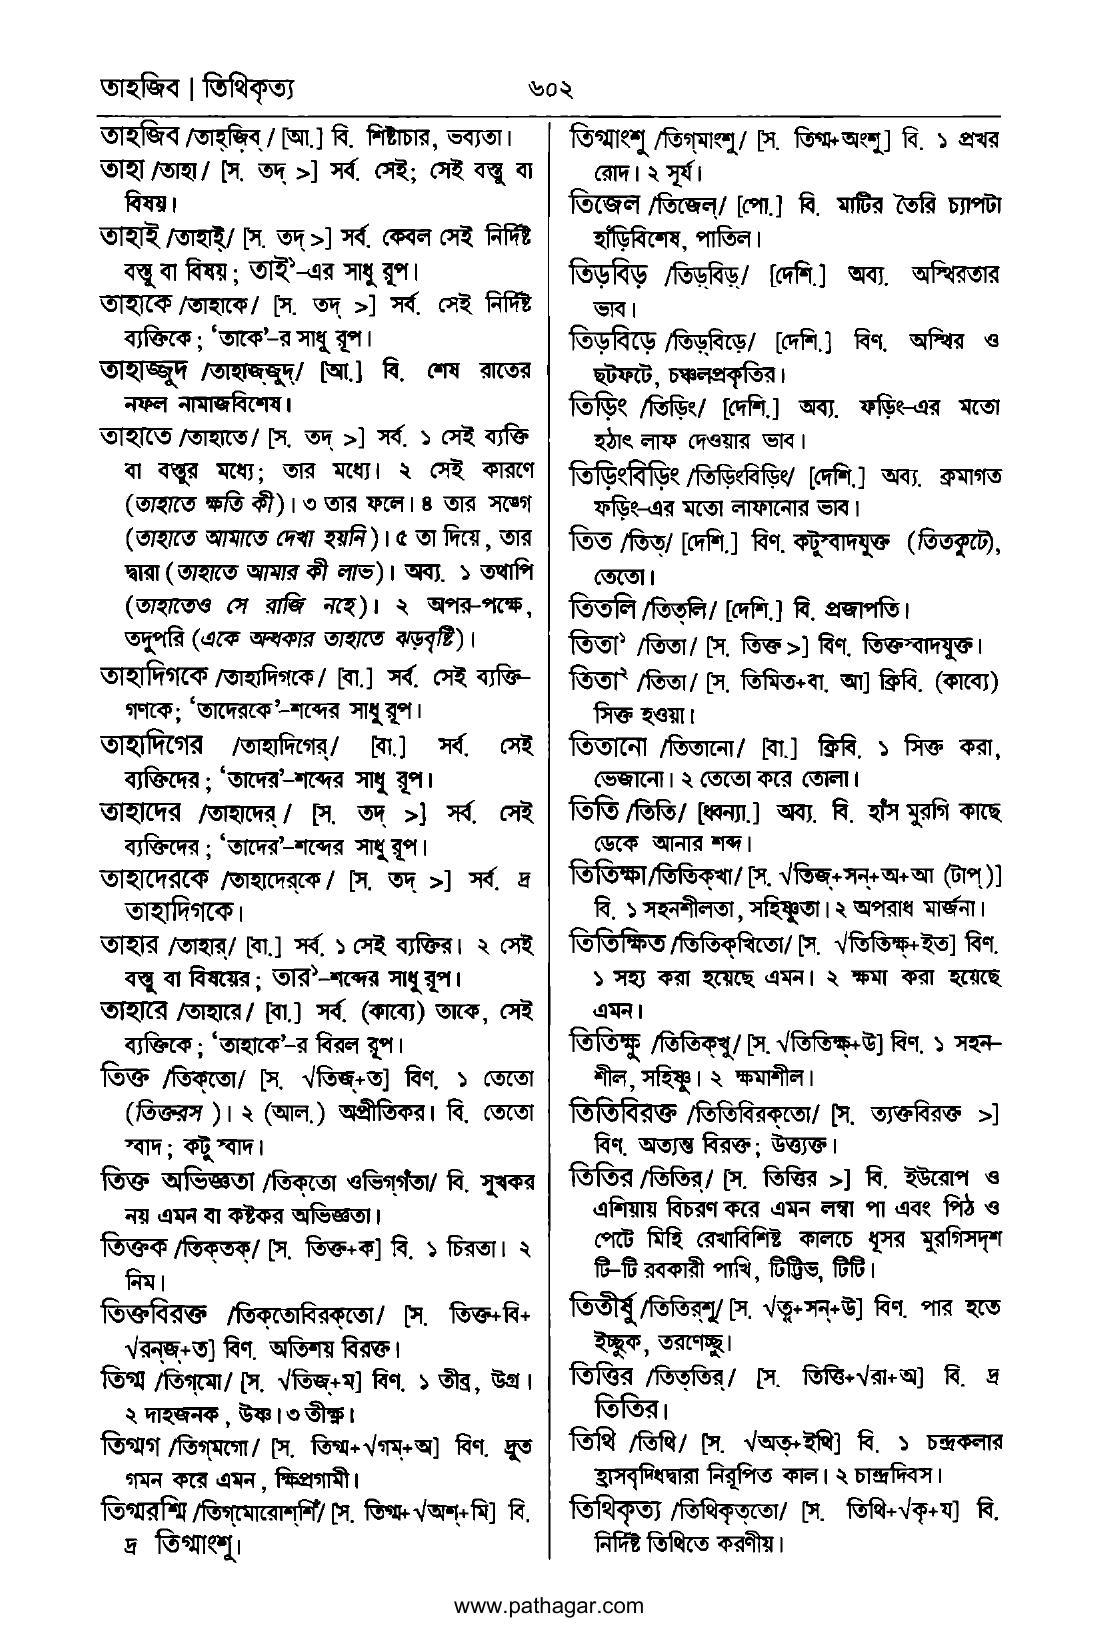 তাহজিব | তিথিকৃত্য
৬০২
তাহজিব /তাহ্‌জ়িব্/ [আ.] বি. শিষ্টাচার, ভব্যতা।
তাহা /তাহা/ [স. তদ্ >] সর্ব. সেই; সেই বস্তু বা
বিষয়।
তাহাই /তাহাই্/ [স. তদ্ >] সর্ব. কেবল সেই নির্দিষ্ট
বস্তু বা বিষয়; তাই১-এর সাধু রূপ।
তাহাকে /তাহাকে/ [স. তদ্ >] সর্ব. সেই নির্দিষ্ট
ব্যক্তিকে; ‘তাকে’-র সাধু রূপ।
তাহাজ্জুদ /তাহাজ্‌জুদ্/ [আ.] বি. শেষ রাতের
নফল নামাজবিশেষ।
তাহাতে /তাহাতে/ [স. তদ্ >] সর্ব. ১ সেই ব্যক্তি
বা বস্তুর মধ্যে; তার মধ্যে। ২ সেই কারণে
(তাহাতে ক্ষতি কী)। ৩ তার ফলে। ৪ তার সঙ্গে
(তাহাতে আমাতে দেখা হয়নি)। ৫ তা দিয়ে, তার
দ্বারা (তাহাতে আমার কী লাভ)। অব্য. ১ তথাপি
(তাহাতেও সে রাজি নহে)। ২ অপর-পক্ষে,
তদুপরি (একে অন্ধকার তাহাতে ঝড়বৃষ্টি)।
তাহাদিগকে /তাহাদিগকে/ [বা.] সর্ব. সেই ব্যক্তি-
গণকে; ‘তাদেরকে’-শব্দের সাধু রূপ।
তাহাদিগের /তাহাদিগের্/ [বা.] সর্ব. সেই
ব্যক্তিদের; ‘তাদের’-শব্দের সাধু রূপ।
তাহাদের /তাহাদের্/ [স. তদ্ >] সর্ব. সেই
ব্যক্তিদের; ‘তাদের’-শব্দের সাধু রূপ।
তাহাদেরকে /তাহাদের্‌কে/ [স. তদ্ >] সর্ব. দ্র
তাহাদিগকে।
তাহার /তাহার্/ [বা.] সর্ব. ১ সেই ব্যক্তির। ২ সেই
বস্তু বা বিষয়ের; তার১-শব্দের সাধু রূপ।
তাহারে /তাহারে/ [বা.] সর্ব. (কাব্যে) তাকে, সেই
ব্যক্তিকে; ‘তাহাকে’-র বিরল রূপ।
তিক্ত /তিক্‌তো/ [স. √তিজ্+ত] বিণ. ১ তেতো
(তিক্তরস)। ২ (আল.) অপ্রীতিকর। বি. তেতো
স্বাদ; কটু স্বাদ।
তিক্ত অভিজ্ঞতা /তিক্‌তো ওভিগ্‌গঁতা/ বি. সুখকর
নয় এমন বা কষ্টকর অভিজ্ঞতা।
তিক্তক /তিক্‌তক্/ [স. তিক্ত+ক] বি. ১ চিরতা। ২
নিম।
তিক্তবিরক্ত /তিক্‌তোবিরক্‌তো/ [স. তিক্ত+বি+
√রন্‌জ্+ত] বিণ. অতিশয় বিরক্ত।
তিগ্ম /তিগ্‌মো/ [স. √তিজ্+ম] বিণ. ১ তীব্র, উগ্র।
২ দাহজনক, উষ্ণ। ৩ তীক্ষ্ণ।
তিগ্মগ /তিগ্‌মগো/ [স. তিগ্ম+√গম্+অ] বিণ. দ্রুত
গমন করে এমন, ক্ষিপ্রগামী।
তিগ্মরশ্মি /তিগ্‌মোরোশ্‌শিঁ/ [স. তিগ্ম+√অশ্+মি] বি.
দ্র তিগ্মাংশু।
তিগ্মাংশু /তিগ্‌মাংশু/ [স. তিগ্ম+অংশু] বি. ১ প্রখর
রোদ। ২ সূর্য।
তিজেল /তিজেল্/ [পো.] বি. মাটির তৈরি চ্যাপটা
হাঁড়িবিশেষ, পাতিল।
তিড়বিড় /তিড়্‌বিড়্/ [দেশি.] অব্য. অস্থিরতার
ভাব।
তিড়বিড়ে /তিড়্‌বিড়ে/ [দেশি.] বিণ. অস্থির ও
ছটফটে, চঞ্চলপ্রকৃতির।
তিড়িং /তিড়িং/ [দেশি.] অব্য. ফড়িং-এর মতো
হঠাৎ লাফ দেওয়ার ভাব।
তিড়িংবিড়িং /তিড়িংবিড়িং/ [দেশি.] অব্য. ক্রমাগত
ফড়িং-এর মতো লাফানোর ভাব।
তিত /তিত্/ [দেশি.] বিণ. কটুস্বাদযুক্ত (তিতকুটে),
তেতো।
তিতলি /তিত্‌লি/ [দেশি.] বি. প্রজাপতি।
তিতা১ /তিতা/ [স. তিক্ত >] বিণ. তিক্তস্বাদযুক্ত।
তিতা২ /তিতা/ [স. তিমিত+বা. আ] ক্রিবি. (কাব্যে)
সিক্ত হওয়া।
তিতানো /তিতানো/ [বা.] ক্রিবি. ১ সিক্ত করা,
ভেজানো। ২ তেতো করে তোলা।
তিতি /তিতি/ [ধ্বন্যা.] অব্য. বি. হাঁস মুরগি কাছে
ডেকে আনার শব্দ।
তিতিক্ষা /তিতিক্‌খা/ [স. √তিজ্+সন্+অ+আ (টাপ্)]
বি. ১ সহনশীলতা, সহিষ্ণুতা। ২ অপরাধ মার্জনা।
তিতিক্ষিত /তিতিক্‌খিতো/ [স. √তিতিক্ষ্+ইত] বিণ.
১ সহ্য করা হয়েছে এমন। ২ ক্ষমা করা হয়েছে
এমন।
তিতিক্ষু /তিতিক্‌খু/ [স. √তিতিক্ষ্+উ] বিণ. ১ সহন-
শীল, সহিষ্ণু। ২ ক্ষমাশীল।
তিতিবিরক্ত /তিতিবিরক্‌তো/ [স. ত্যক্তবিরক্ত >]
বিণ. অত্যন্ত বিরক্ত; উত্ত্যক্ত।
তিতির /তিতির্/ [স. তিত্তির >] বি. ইউরোপ ও
এশিয়ায় বিচরণ করে এমন লম্বা পা এবং পিঠ ও
পেটে মিহি রেখাবিশিষ্ট কালচে ধূসর মুরগিসদৃশ
টি-টি রবকারী পাখি, টিট্টিভ, টিটি।
তিতীর্ষু /তিতির্‌শু/ [স. √তৄ+সন্+উ] বিণ. পার হতে
ইচ্ছুক, তরণেচ্ছু।
তিত্তির /তিত্‌তির্/ [স. তিত্তি+√রা+অ] বি. দ্র
তিতির।
তিথি /তিথি/ [স. √অত্+ইথি] বি. ১ চন্দ্রকলার
হ্রাসবৃদ্ধিদ্বারা নিরূপিত কাল। ২ চান্দ্রদিবস।
তিথিকৃত্য /তিথিকৃত্‌তো/ [স. তিথি+√কৃ+য] বি.
নির্দিষ্ট তিথিতে করণীয়।
www.pathagar.com